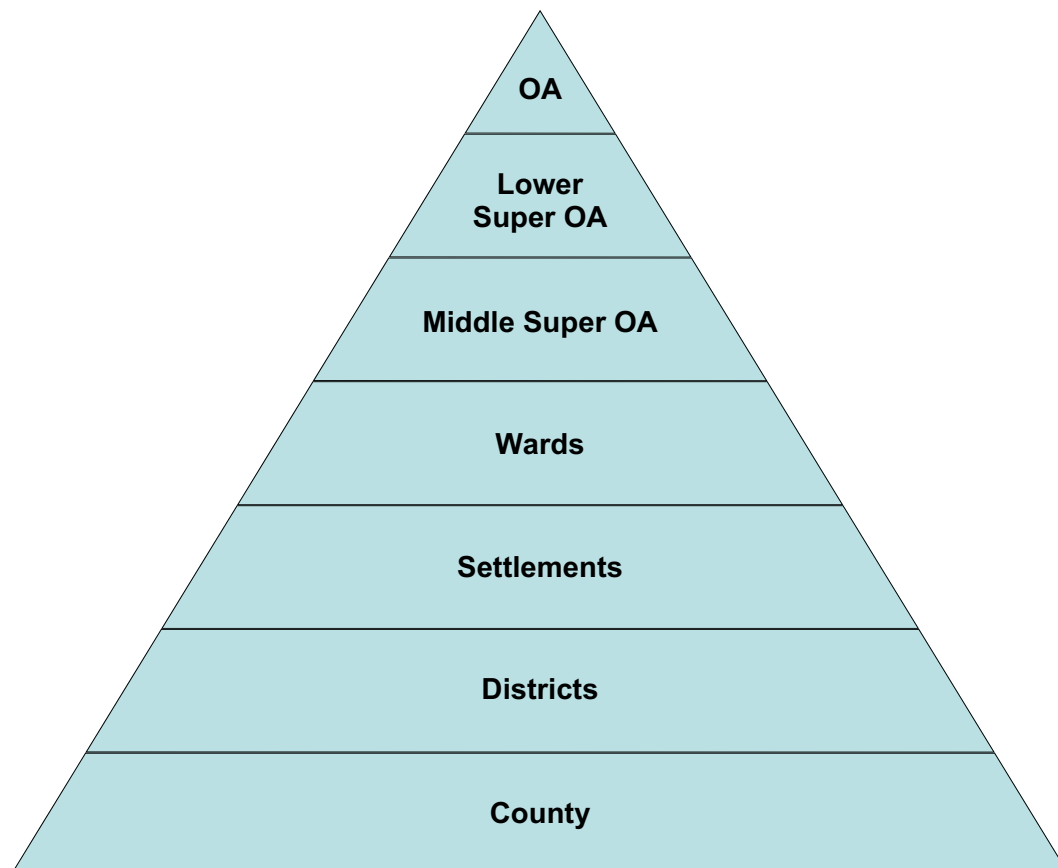 OA
Lower
Super OA
Middle Super OA
Wards
Settlements
Districts
County